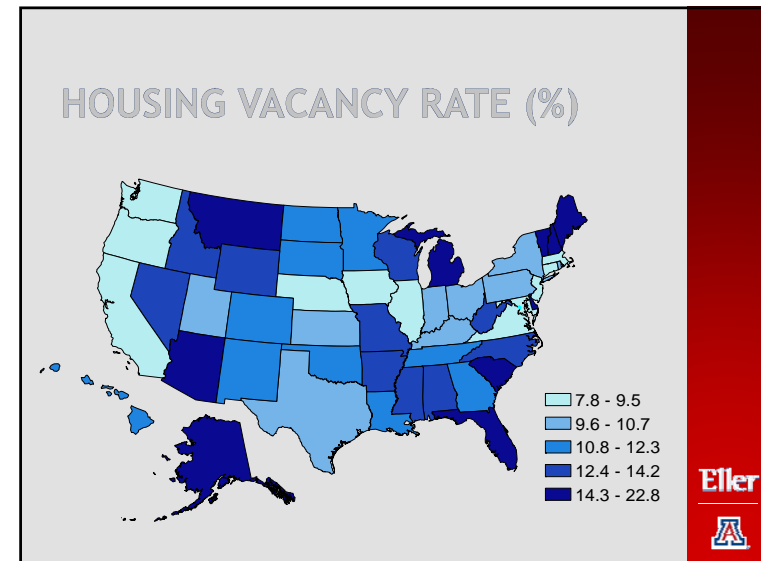 HOUSING VACANCY RATE (%)
7.8 - 9.5
9.6 - 10.7
10.8 - 12.3
12.4 - 14.2
14.3 - 22.8
Eller
A